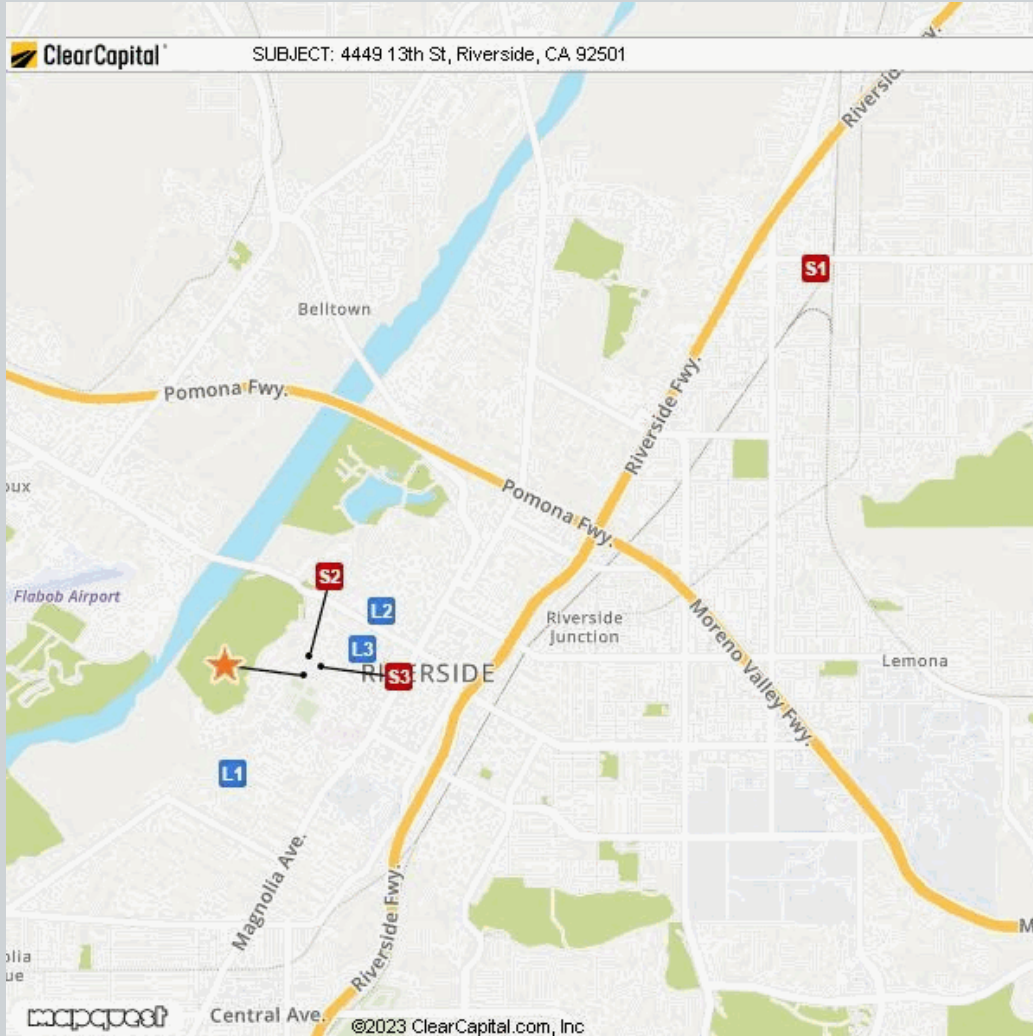 ClearCapital
SUBJECT: 4449 13th St, Riverside, CA 92501
Riverside Fwy.
S1
Belltown
Pomona Fwy.
Riverside Fwy.
oux
Pomona Fwy.
S2
Flabob Airport
L2
Riverside
Junction
L3
RIVERSIDE
S3
Lemona
Moreno Valley Fwy.
L1
Magnolia Ave.
Riverside Fwy.
M
olia
ue
mapquest
Central Ave.
©2023 ClearCapital.com, Inc